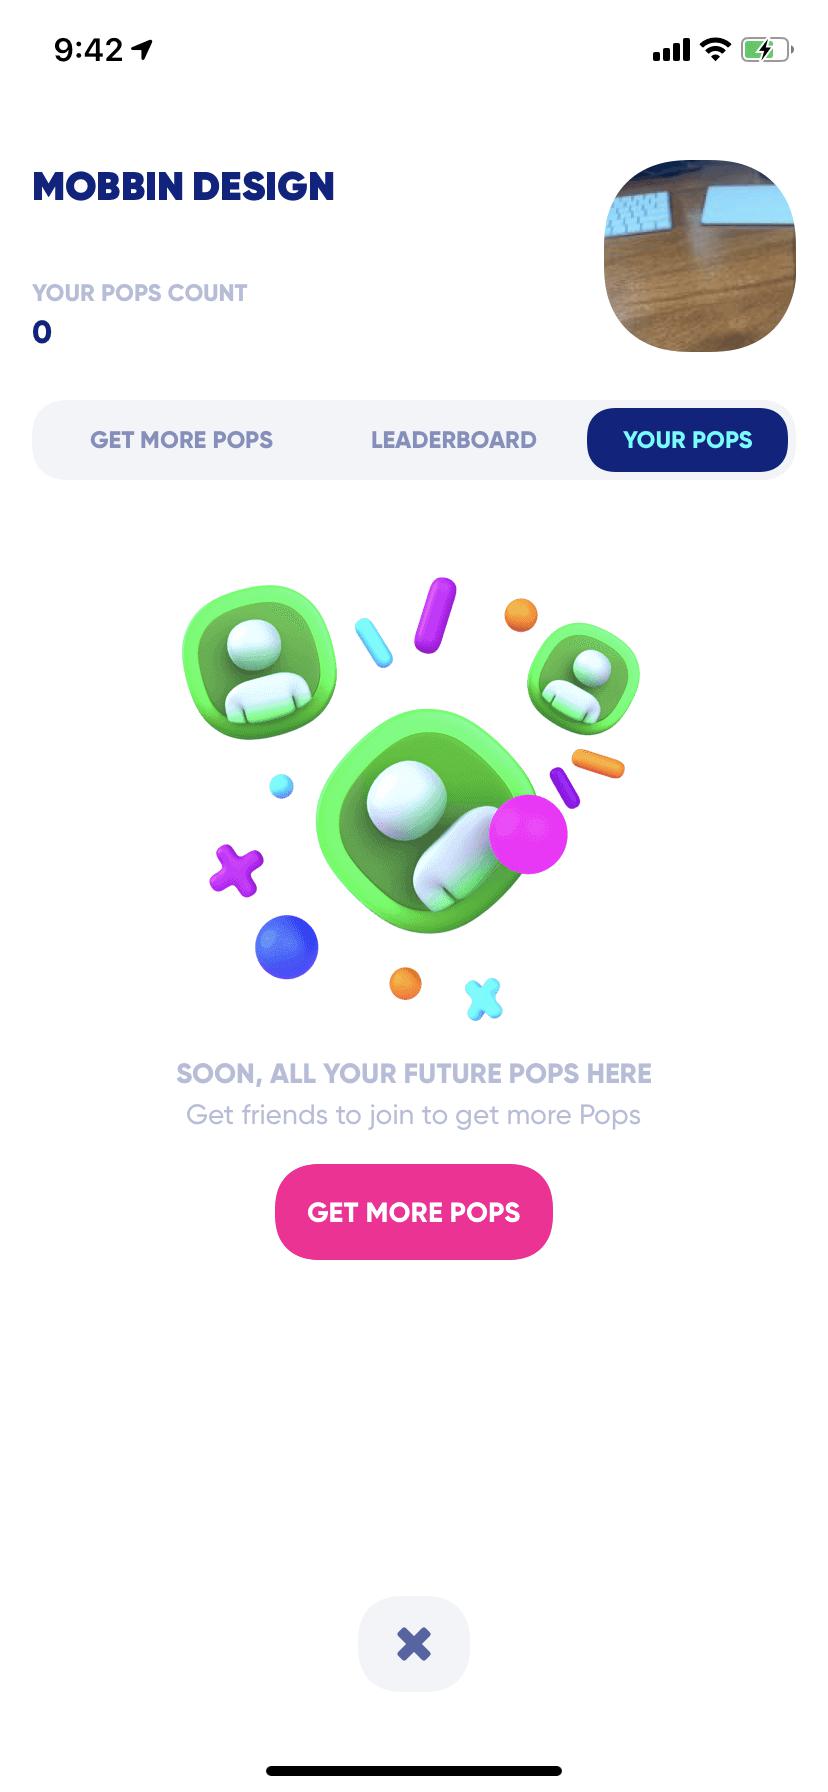 9:42
MOBBIN DESIGN
YOUR POPS COUNT
0
GET MORE POPS LEADERBOARD YOUR POPS
SOON, ALL YOUR FUTURE POPS HERE
Get friends to join to get more Pops
GET MORE POPS